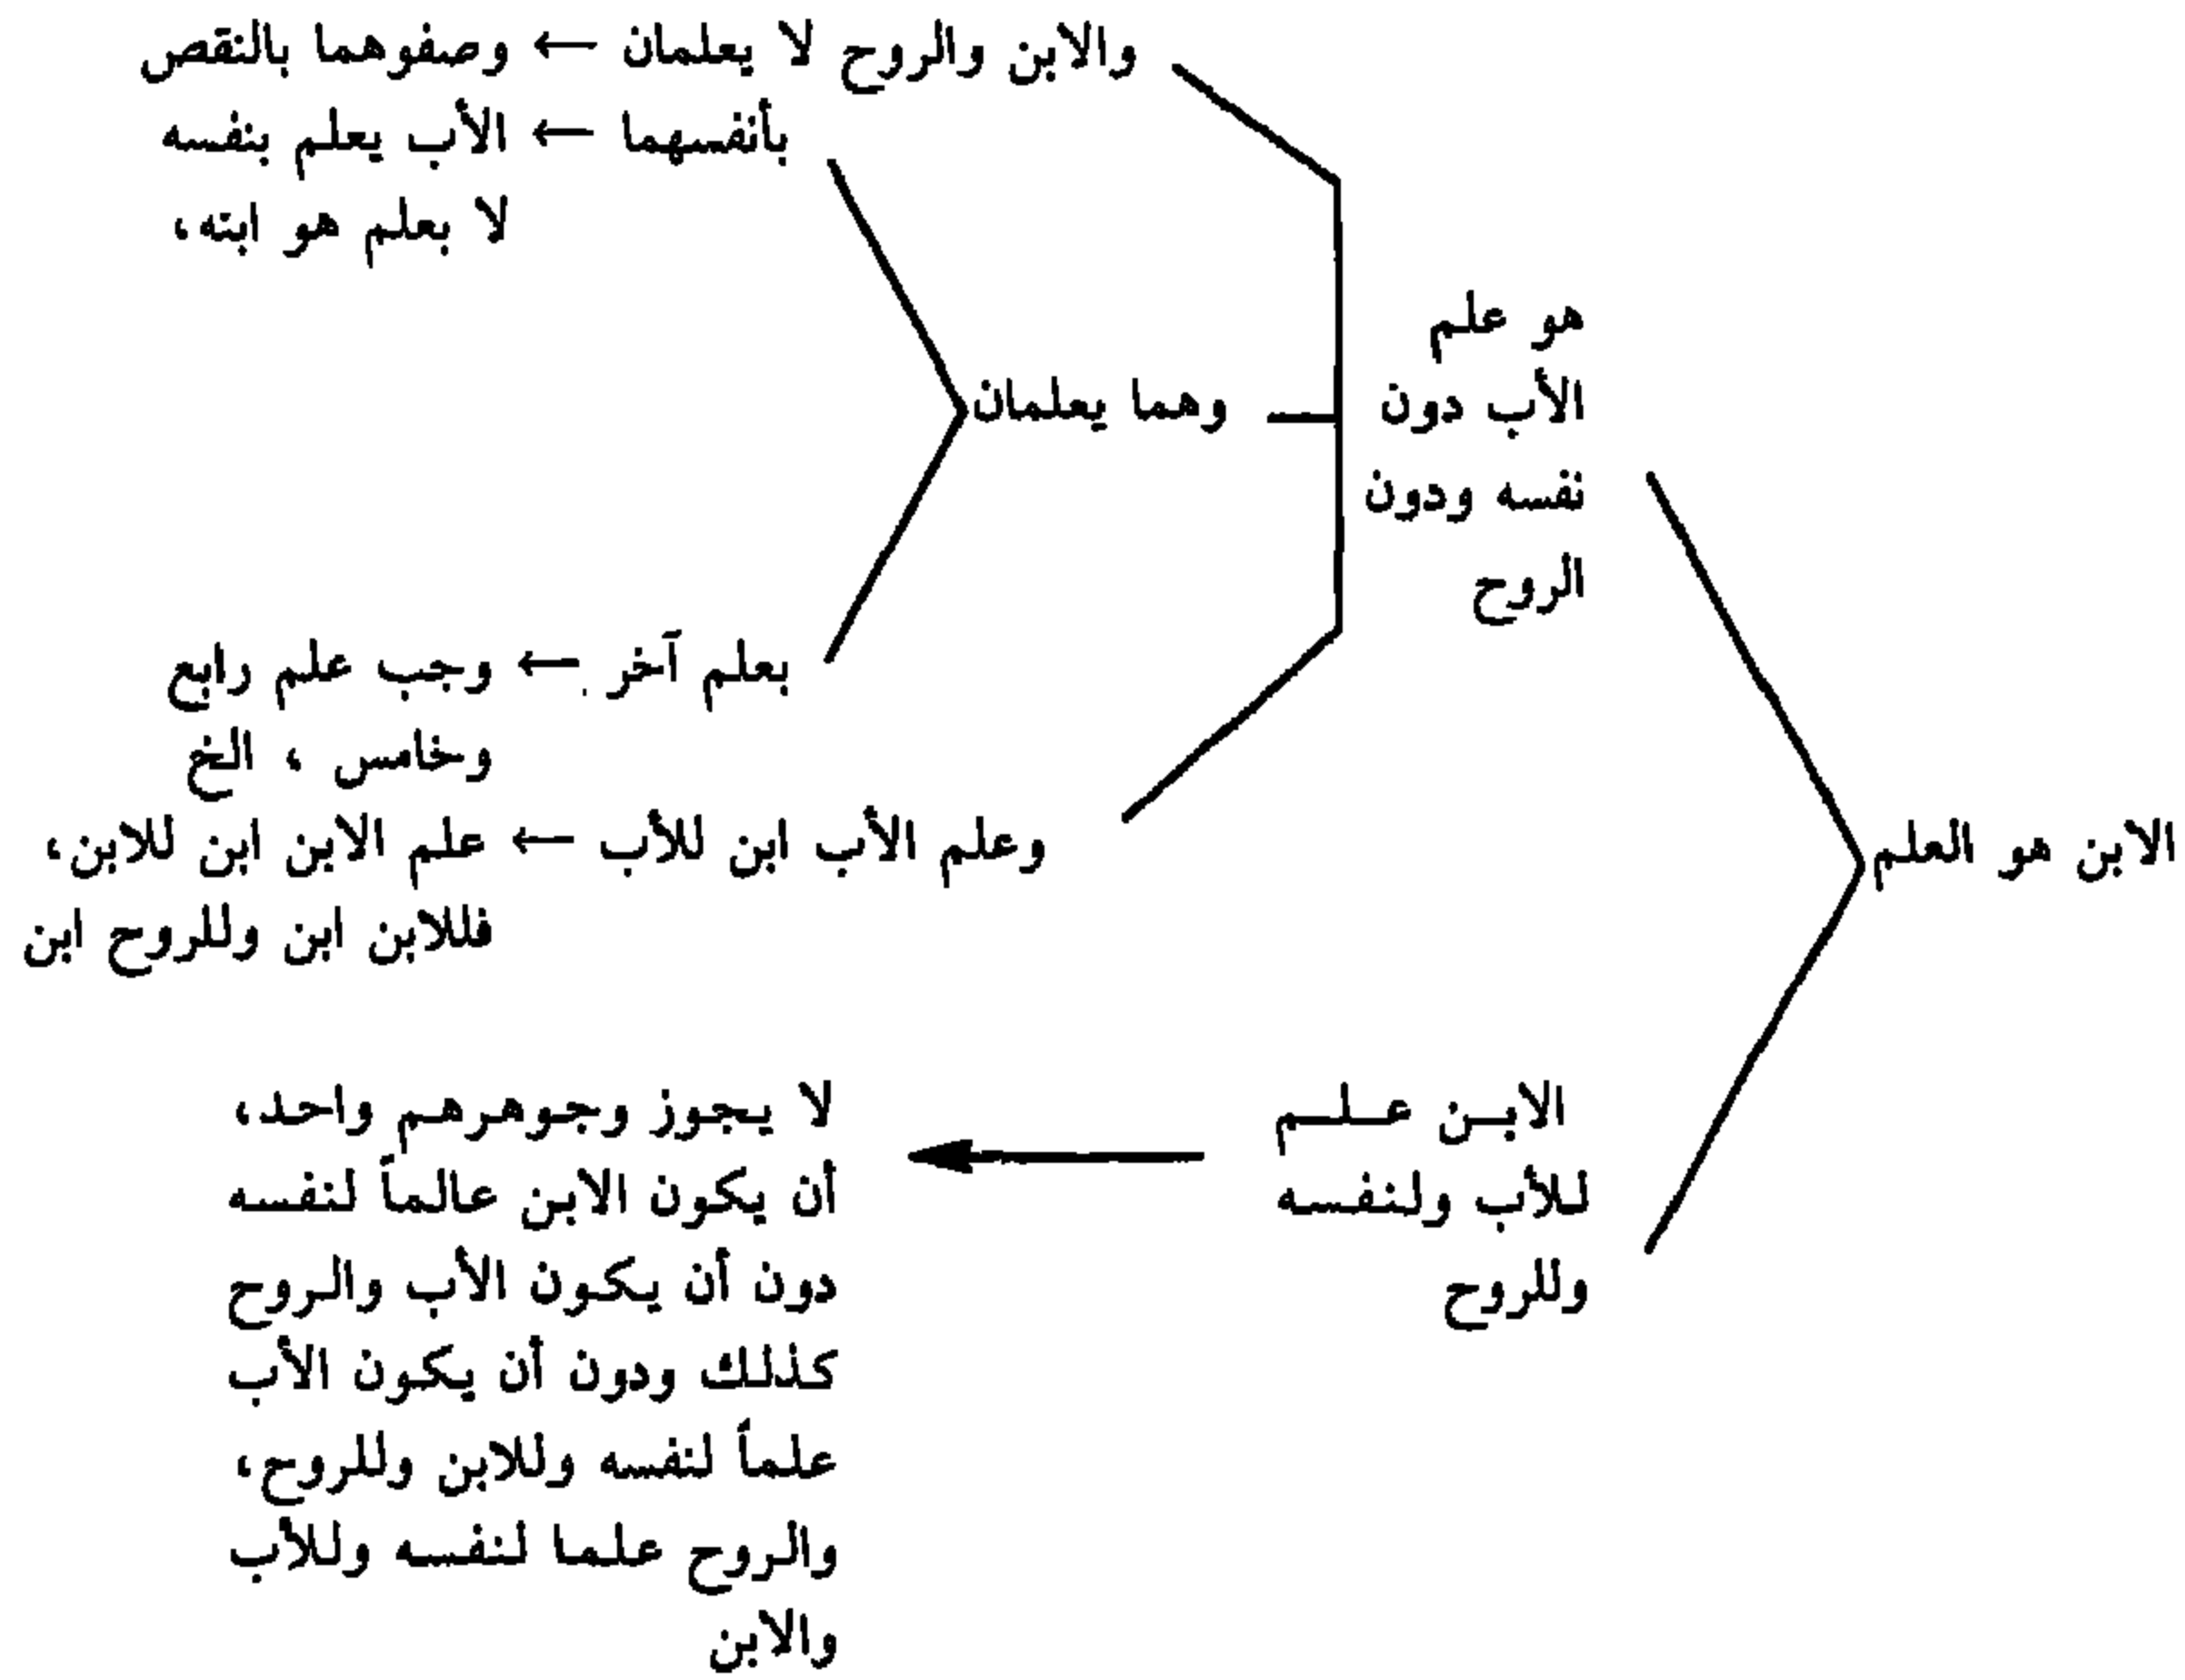 الابن هو العلم
هو علم
الأب دون
نفسه ودون
الروح
والابن والروح لا يعلمان ← وصفوهما بالنقص
وهما يعلمان
بأنفسهما ← الأب يعلم بنفسه
لا بعلم هو ابنه،
بعلم آخر ← وجب علم رابع
وخامس ، الخ
وعلم الأب ابن للأب ← علم الابن ابن للابن،
فللابن ابن وللروح ابن
الابن علم
للأب ولنفسه
وللروح
لا يجوز وجوهرهم واحد،
أن يكون الابن عالماً لنفسه
دون أن يكون الأب والروح
كذلك ودون أن يكون الأب
علماً لنفسه وللابن وللروح،
والروح علما لنفسه وللأب
والابن